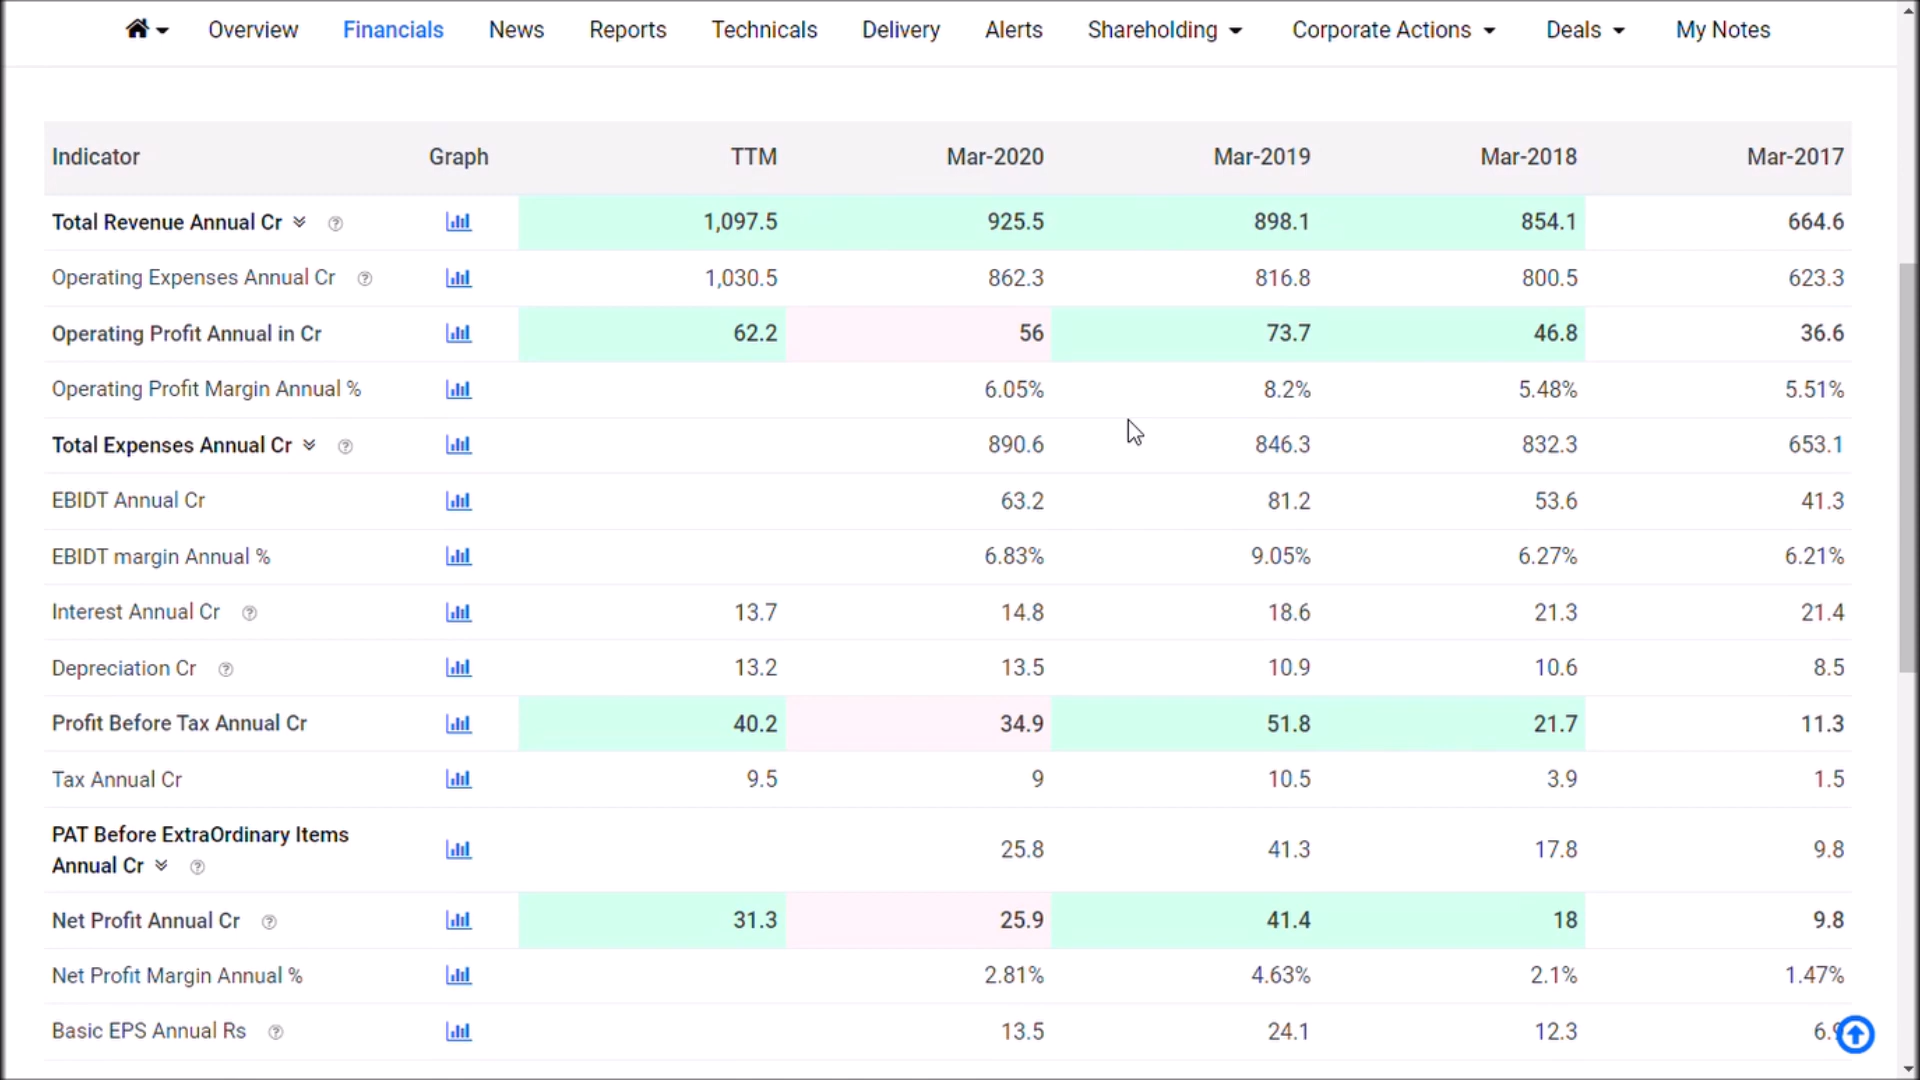 Overview Financials News Reports Technicals Delivery Alerts Shareholding Corporate Actions Deals My Notes
Indicator Graph TTM Mar-2020 Mar-2019 Mar-2018 Mar-2017
Total Revenue Annual Cr 1,097.5 925.5 898.1 854.1 664.6
Operating Expenses Annual Cr 1,030.5 862.3 816.8 800.5 623.3
Operating Profit Annual in Cr 62.2 56 73.7 46.8 36.6
Operating Profit Margin Annual % 6.05% 8.2% 5.48% 5.51%
Total Expenses Annual Cr 890.6 846.3 832.3 653.1
EBIDT Annual Cr 63.2 81.2 53.6 41.3
EBIDT margin Annual % 6.83% 9.05% 6.27% 6.21%
Interest Annual Cr 13.7 14.8 18.6 21.3 21.4
Depreciation Cr 13.2 13.5 10.9 10.6 8.5
Profit Before Tax Annual Cr 40.2 34.9 51.8 21.7 11.3
Tax Annual Cr 9.5 9 10.5 3.9 1.5
PAT Before ExtraOrdinary Items
Annual Cr 25.8 41.3 17.8 9.8
Net Profit Annual Cr 31.3 25.9 41.4 18 9.8
Net Profit Margin Annual % 2.81% 4.63% 2.1% 1.47%
Basic EPS Annual Rs 13.5 24.1 12.3